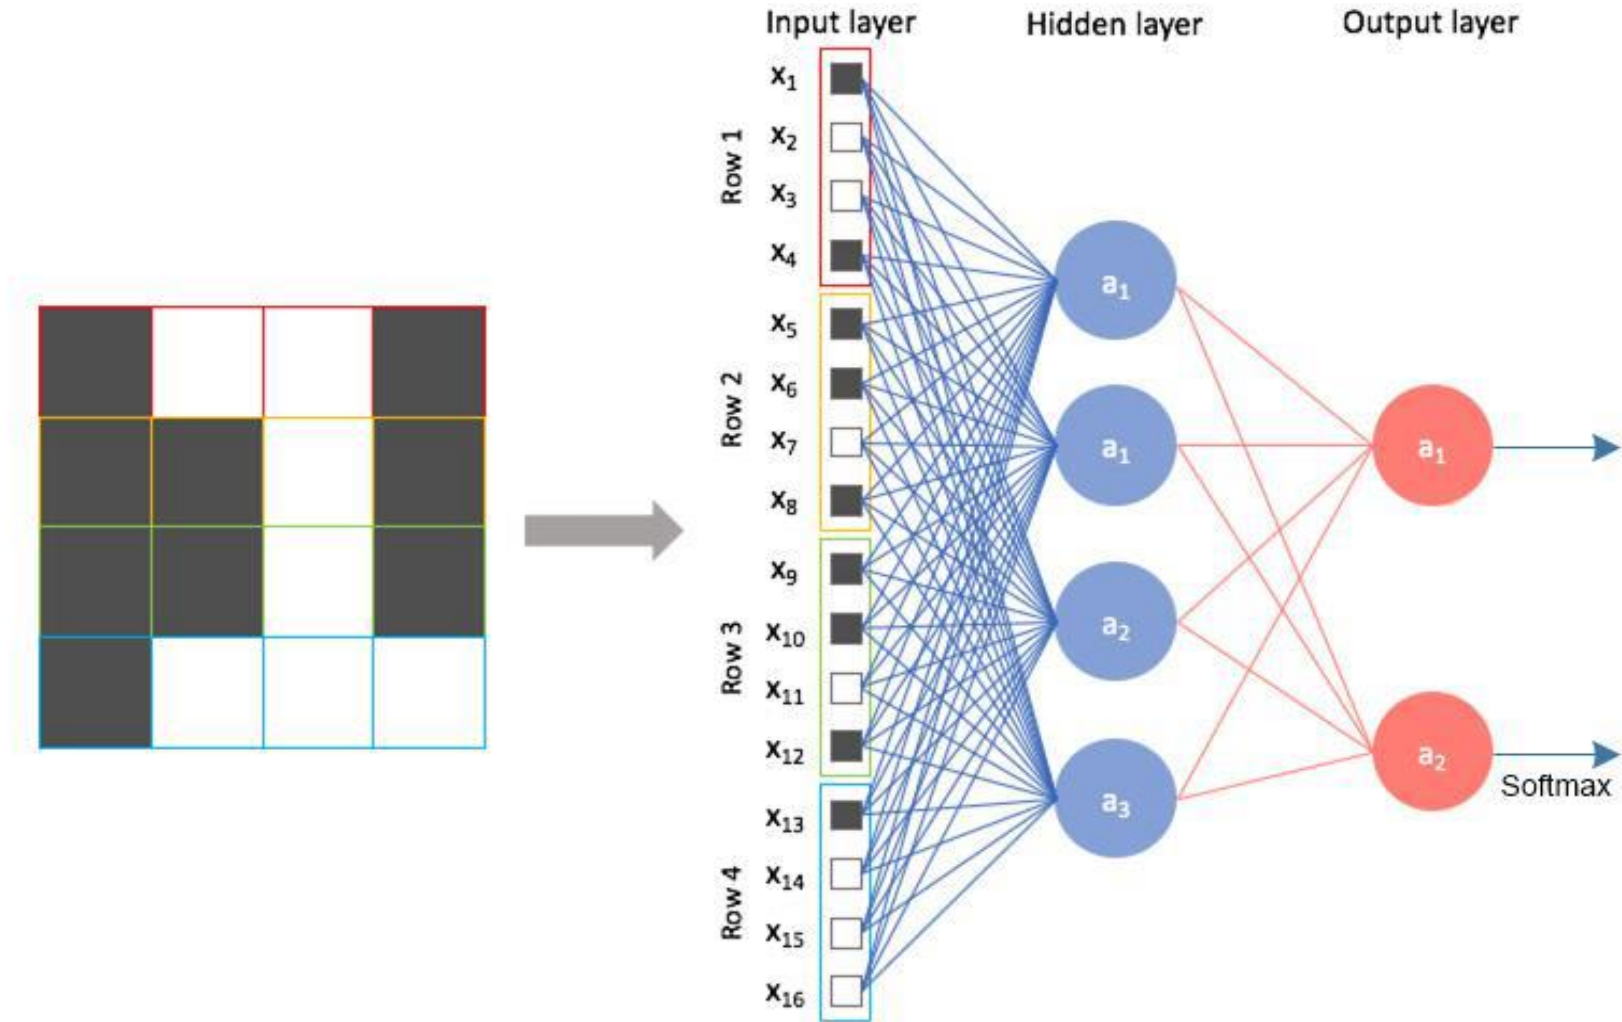 Input layer
Hidden layer
Output layer
Row 1
x₁
x₂
x₃
x₄
Row 2
x₅
x₆
x₇
x₈
Row 3
x₉
x₁₀
x₁₁
x₁₂
Row 4
x₁₃
x₁₄
x₁₅
x₁₆
a₁
a₁
a₂
a₃
a₁
a₂
Softmax